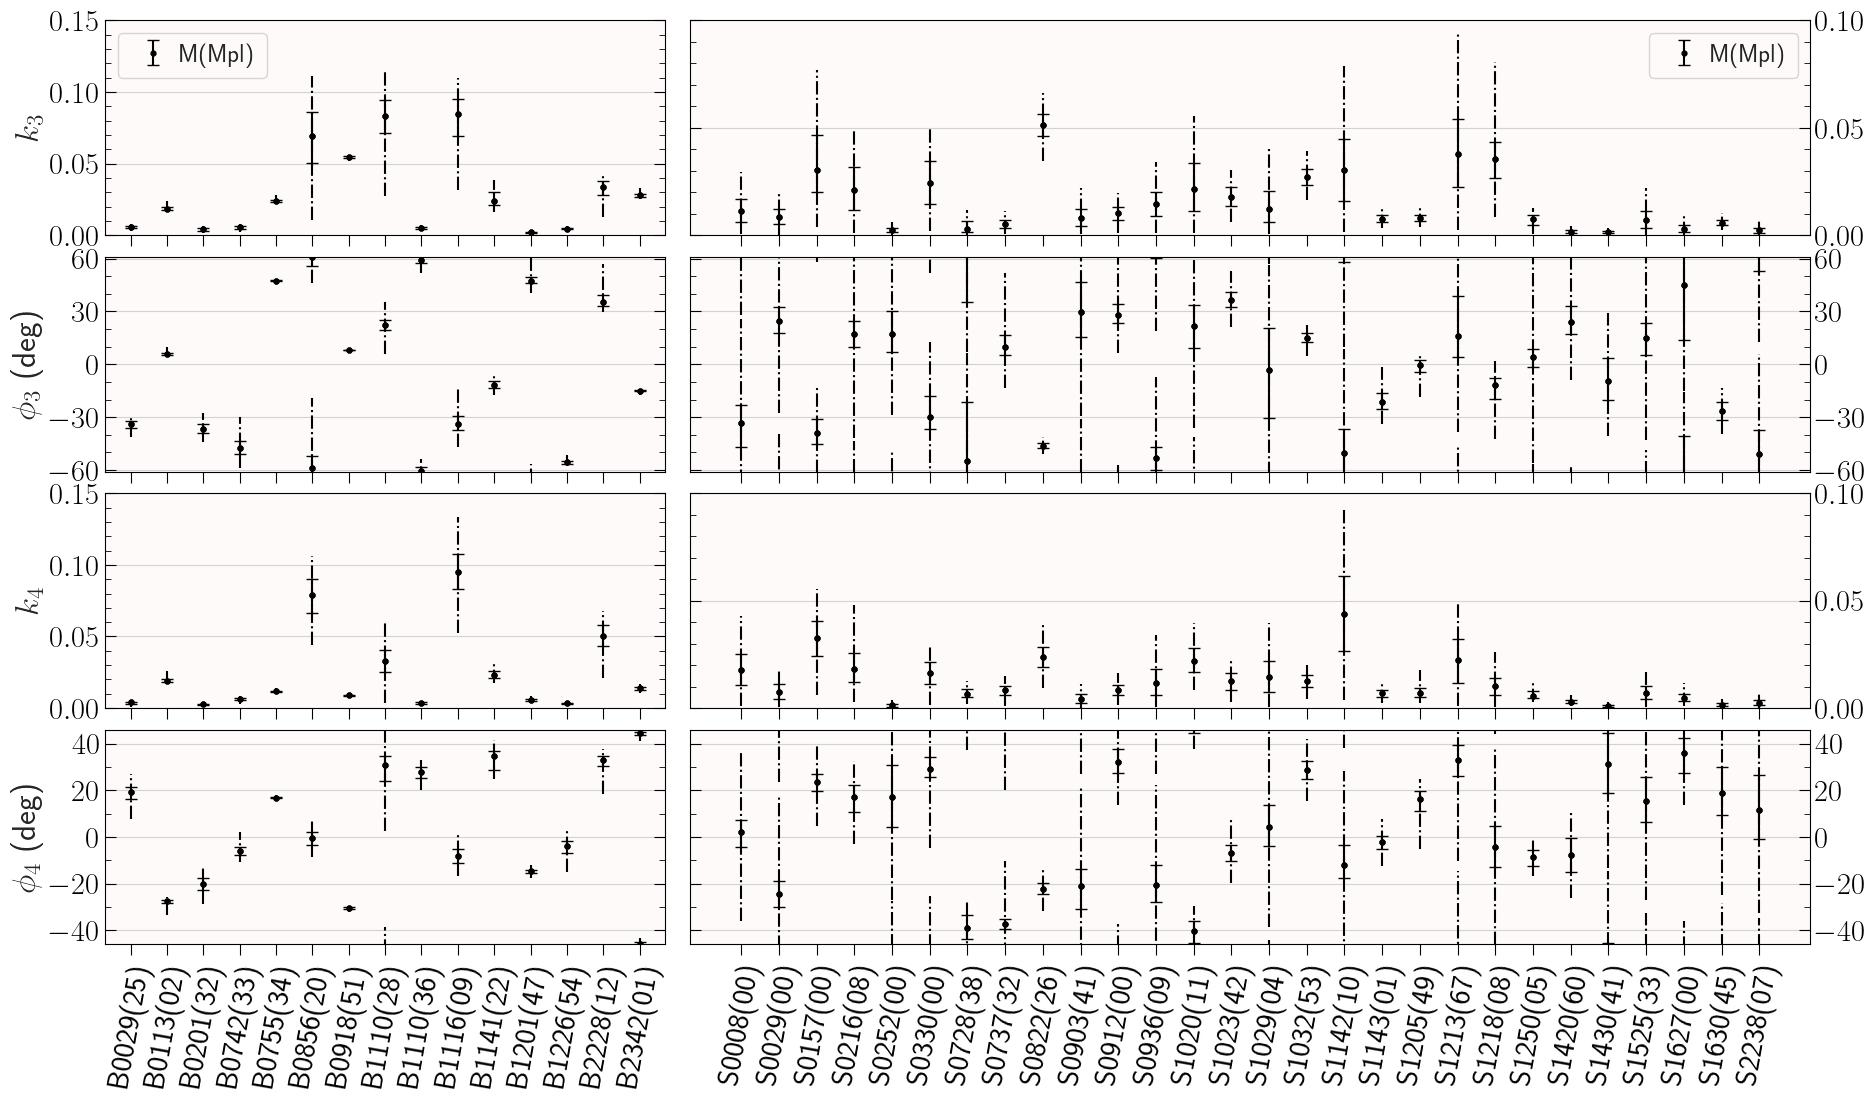 0.15
0.10
0.05
0.00
k3
M(Mpl)
M(Mpl)
0.10
0.05
0.00
60
30
0
−30
−60
ϕ3 (deg)
60
30
0
−30
−60
0.15
0.10
0.05
0.00
k4
0.10
0.05
0.00
40
20
0
−20
−40
ϕ4 (deg)
40
20
0
−20
−40
B0029(25)
B0113(02)
B0201(32)
B0742(33)
B0755(34)
B0856(20)
B0918(51)
B1110(28)
B1110(36)
B1116(09)
B1141(22)
B1201(47)
B1226(54)
B2228(12)
B2342(01)
S0008(00)
S0029(00)
S0157(00)
S0216(08)
S0252(00)
S0330(00)
S0728(38)
S0737(32)
S0822(26)
S0903(41)
S0912(00)
S0936(09)
S1020(11)
S1023(42)
S1029(04)
S1032(53)
S1142(10)
S1143(01)
S1205(49)
S1213(67)
S1218(08)
S1250(05)
S1420(60)
S1430(41)
S1525(33)
S1627(00)
S1630(45)
S2238(07)